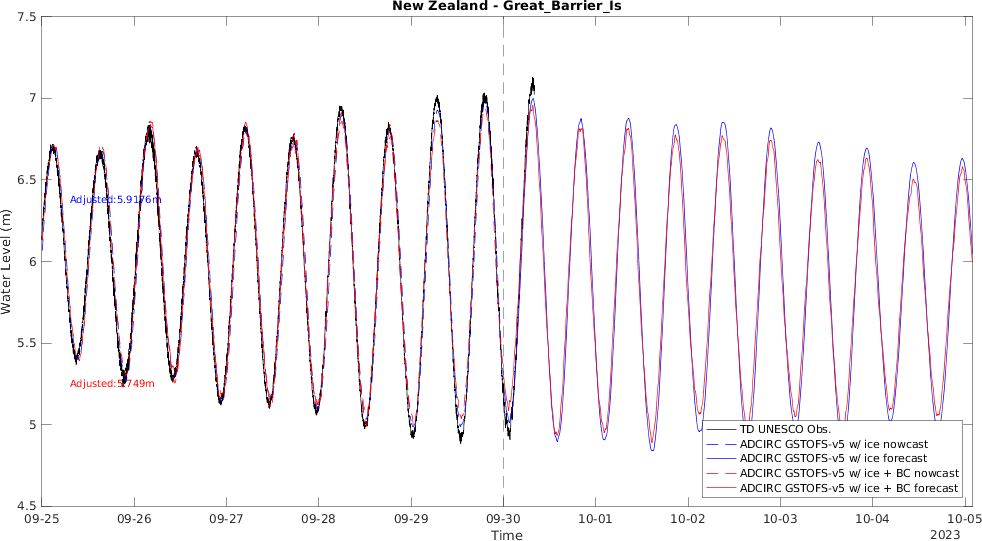 New Zealand - Great_Barrier_Is
7.5
7
6.5
6
5.5
5
4.5
Water Level (m)
Adjusted:5.9176m
Adjusted:5.749m
TD UNESCO Obs.
ADCIRC GSTOFS-v5 w/ ice nowcast
ADCIRC GSTOFS-v5 w/ ice forecast
ADCIRC GSTOFS-v5 w/ ice + BC nowcast
ADCIRC GSTOFS-v5 w/ ice + BC forecast
09-25 09-26 09-27 09-28 09-29 09-30 10-01 10-02 10-03 10-04 10-05
Time
2023